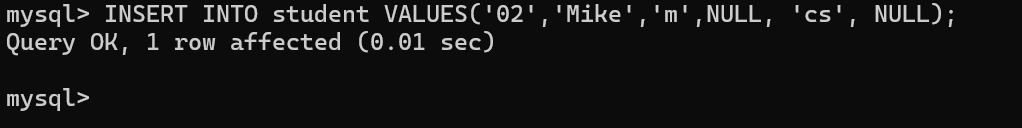 mysql> INSERT INTO student VALUES('02','Mike','m',NULL, 'cs', NULL);
Query OK, 1 row affected (0.01 sec)
mysql>